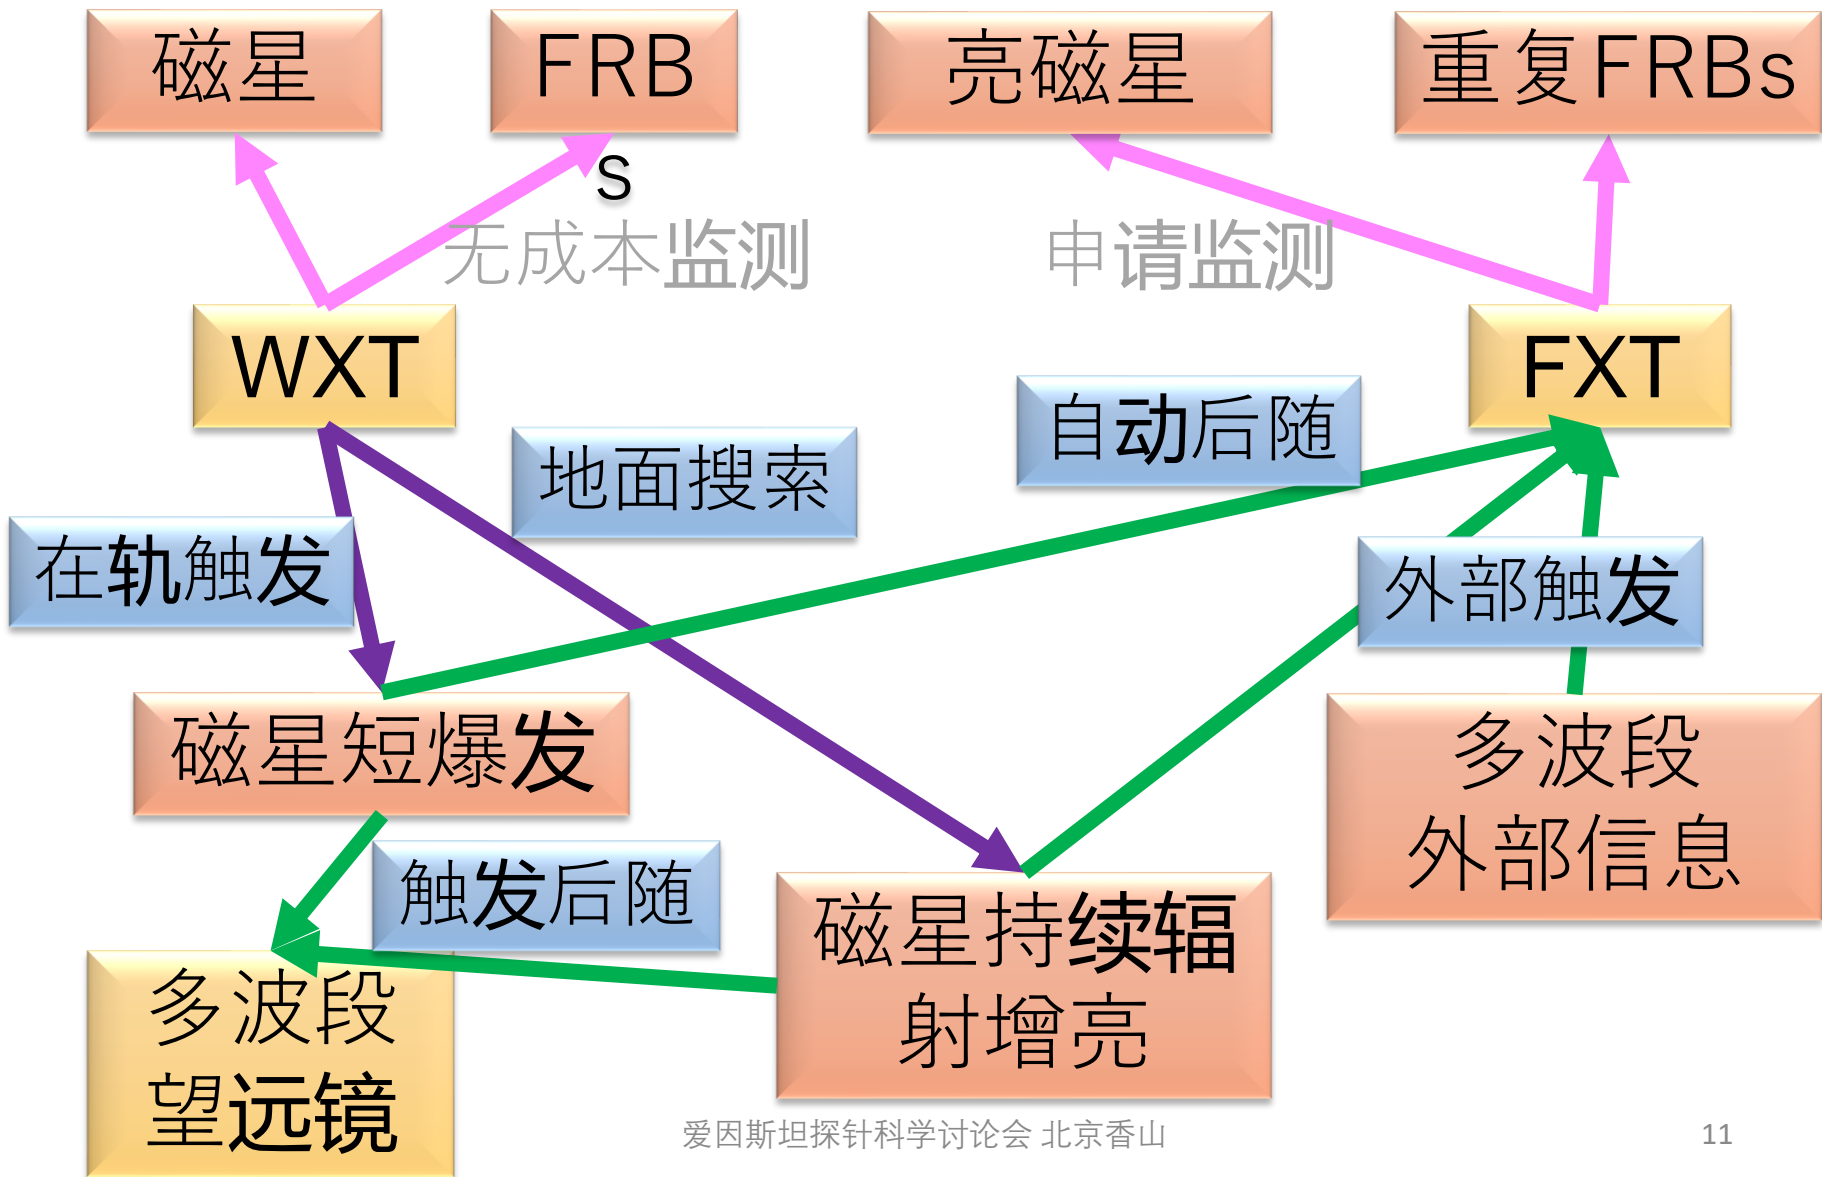 磁星
FRB
s
亮磁星
重复FRBs
无成本监测
申请监测
WXT
FXT
自动后随
地面搜索
在轨触发
外部触发
磁星短爆发
多波段
外部信息
触发后随
磁星持续辐
射增亮
多波段
望远镜
爱因斯坦探针科学讨论会 北京香山
11